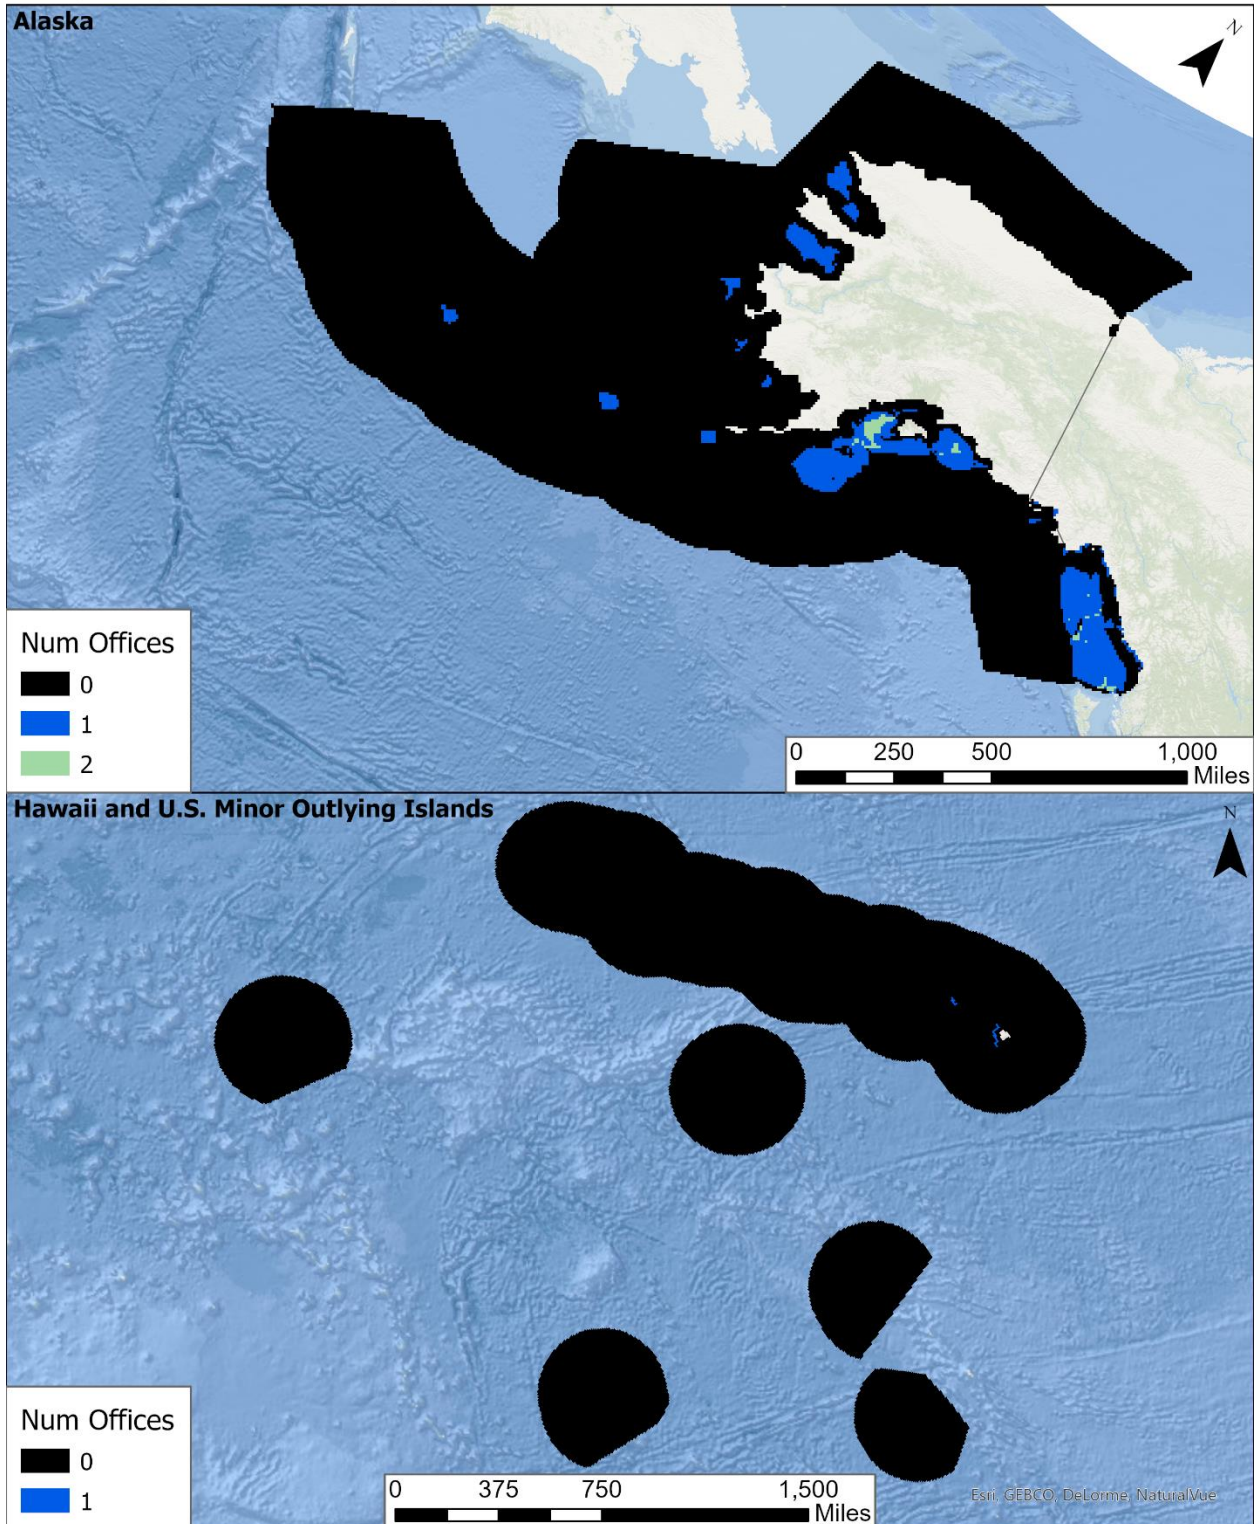 Alaska
N
Num Offices
0
1
2
0 250 500 1,000
Miles
Hawaii and U.S. Minor Outlying Islands
N
Num Offices
0
1
0 375 750 1,500
Miles
Esri, GEBCO, DeLorme, NaturalVue